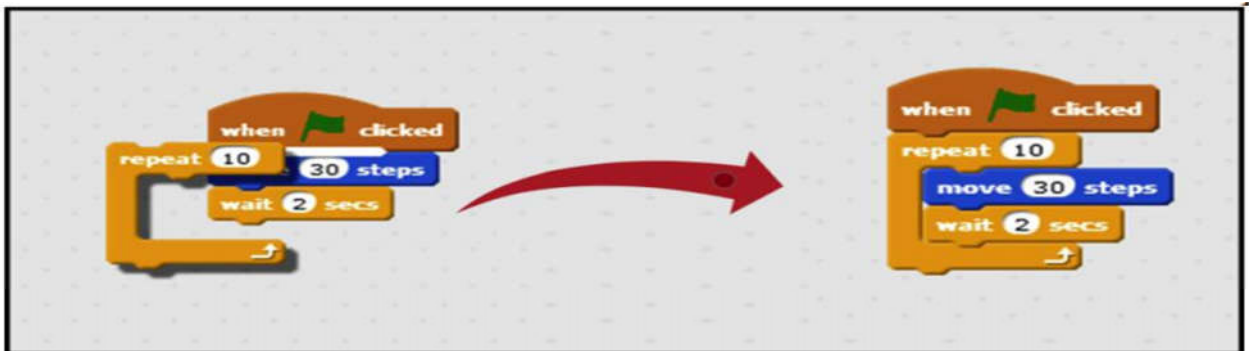 when clicked
repeat 10
30 steps
wait 2 secs
when clicked
repeat 10
move 30 steps
wait 2 secs